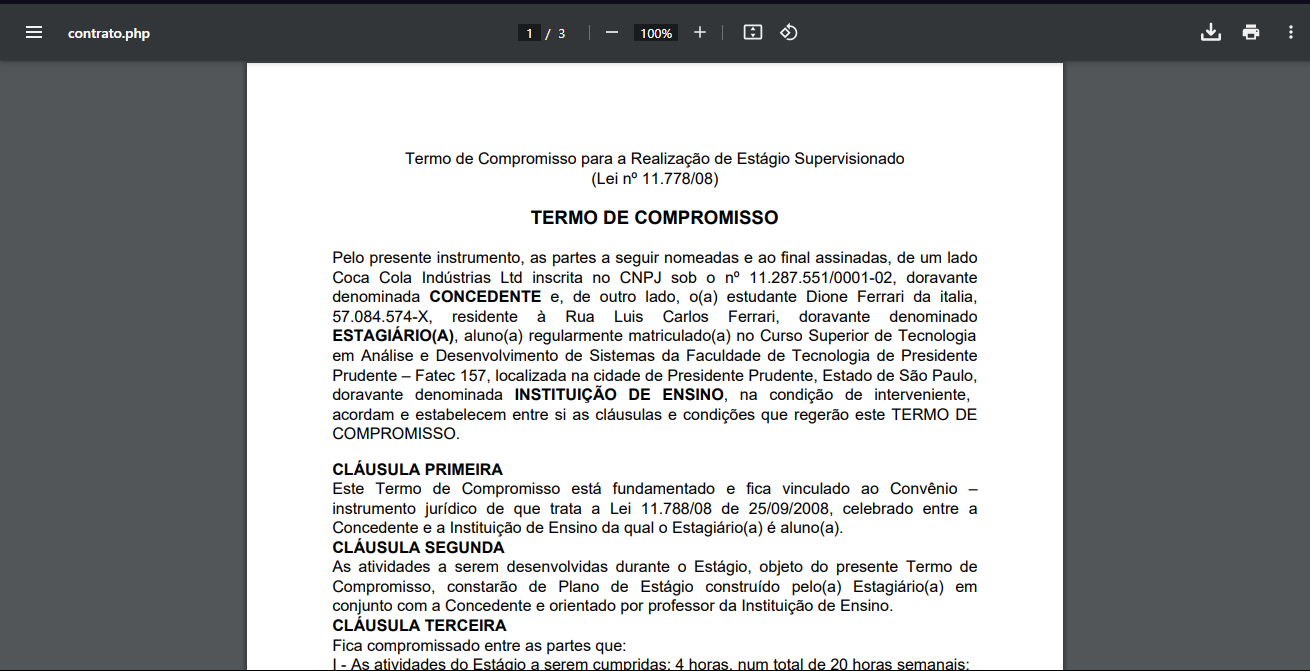 contrato.php
1 / 3
100%
Termo de Compromisso para a Realização de Estágio Supervisionado
(Lei nº 11.778/08)
TERMO DE COMPROMISSO
Pelo presente instrumento, as partes a seguir nomeadas e ao final assinadas, de um lado
Coca Cola Indústrias Ltd inscrita no CNPJ sob o nº 11.287.551/0001-02, doravante
denominada CONCEDENTE e, de outro lado, o(a) estudante Dione Ferrari da italia,
57.084.574-X, residente à Rua Luis Carlos Ferrari, doravante denominado
ESTAGIÁRIO(A), aluno(a) regularmente matriculado(a) no Curso Superior de Tecnologia
em Análise e Desenvolvimento de Sistemas da Faculdade de Tecnologia de Presidente
Prudente – Fatec 157, localizada na cidade de Presidente Prudente, Estado de São Paulo,
doravante denominada INSTITUIÇÃO DE ENSINO, na condição de interveniente,
acordam e estabelecem entre si as cláusulas e condições que regerão este TERMO DE
COMPROMISSO.
CLÁUSULA PRIMEIRA
Este Termo de Compromisso está fundamentado e fica vinculado ao Convênio –
instrumento jurídico de que trata a Lei 11.788/08 de 25/09/2008, celebrado entre a
Concedente e a Instituição de Ensino da qual o Estagiário(a) é aluno(a).
CLÁUSULA SEGUNDA
As atividades a serem desenvolvidas durante o Estágio, objeto do presente Termo de
Compromisso, constarão de Plano de Estágio construído pelo(a) Estagiário(a) em
conjunto com a Concedente e orientado por professor da Instituição de Ensino.
CLÁUSULA TERCEIRA
Fica compromissado entre as partes que:
I - As atividades do Estágio a serem cumpridas: 4 horas, num total de 20 horas semanais;